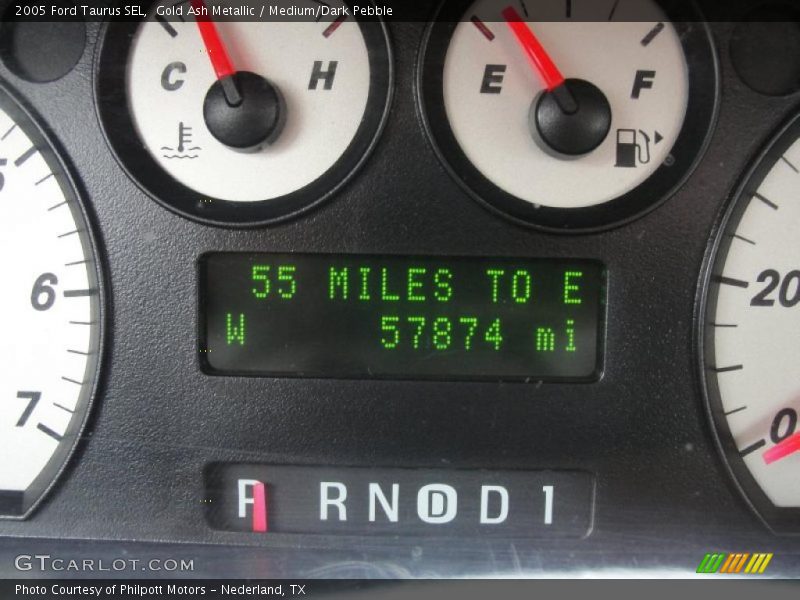 2005 Ford Taurus SEL, Gold Ash Metallic / Medium/Dark Pebble
C H
E F
6
7
20
0
55 MILES TO E
W 57874 mi
P R N D D 1
GTCARLOT.COM
Photo Courtesy of Philpott Motors – Nederland, TX